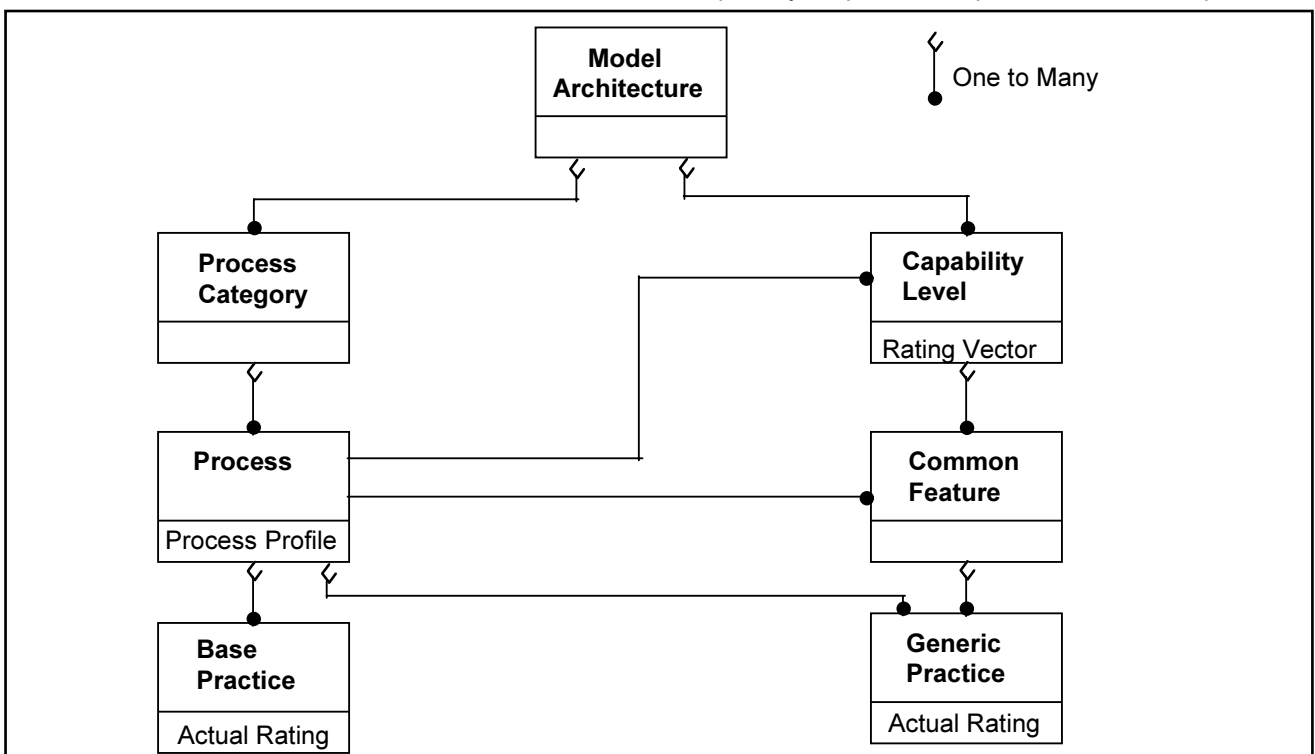 Model
Architecture
One to Many
Process
Category
Capability
Level
Rating Vector
Process
Process Profile
Common
Feature
Base
Practice
Actual Rating
Generic
Practice
Actual Rating